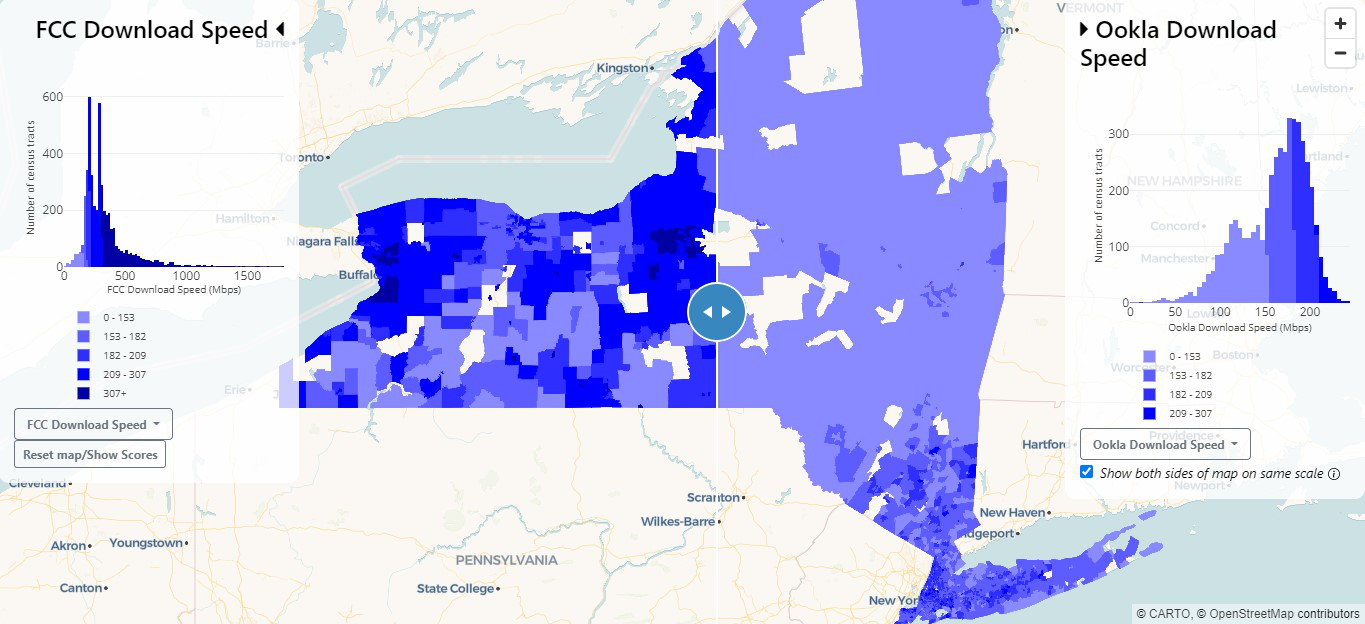 FCC Download Speed
Number of census tracts
600
400
200
0
0
500
1000
1500
FCC Download Speed (Mbps)
0 - 153
153 - 182
182 - 209
209 - 307
307+
FCC Download Speed
Reset map/Show Scores
Ookla Download
Speed
Number of census tracts
300
200
100
0
0
50
100
150
200
Ookla Download Speed (Mbps)
0 - 153
153 - 182
182 - 209
209 - 307
Ookla Download Speed
Show both sides of map on same scale
+
−
VERMONT
Barrie
Kingston
Lewiston
Toronto
NEW HAMPSHIRE
Hamilton
Concord
Niagara Falls
Manchester
Buffalo
Boston
Worcester
Erie
Providence
Hartford
Cleveland
Newport
Scranton
New Haven
Wilkes-Barre
dgeport
Akron
Youngstown
PENNSYLVANIA
Canton
State College
New Yor
© CARTO, © OpenStreetMap contributors